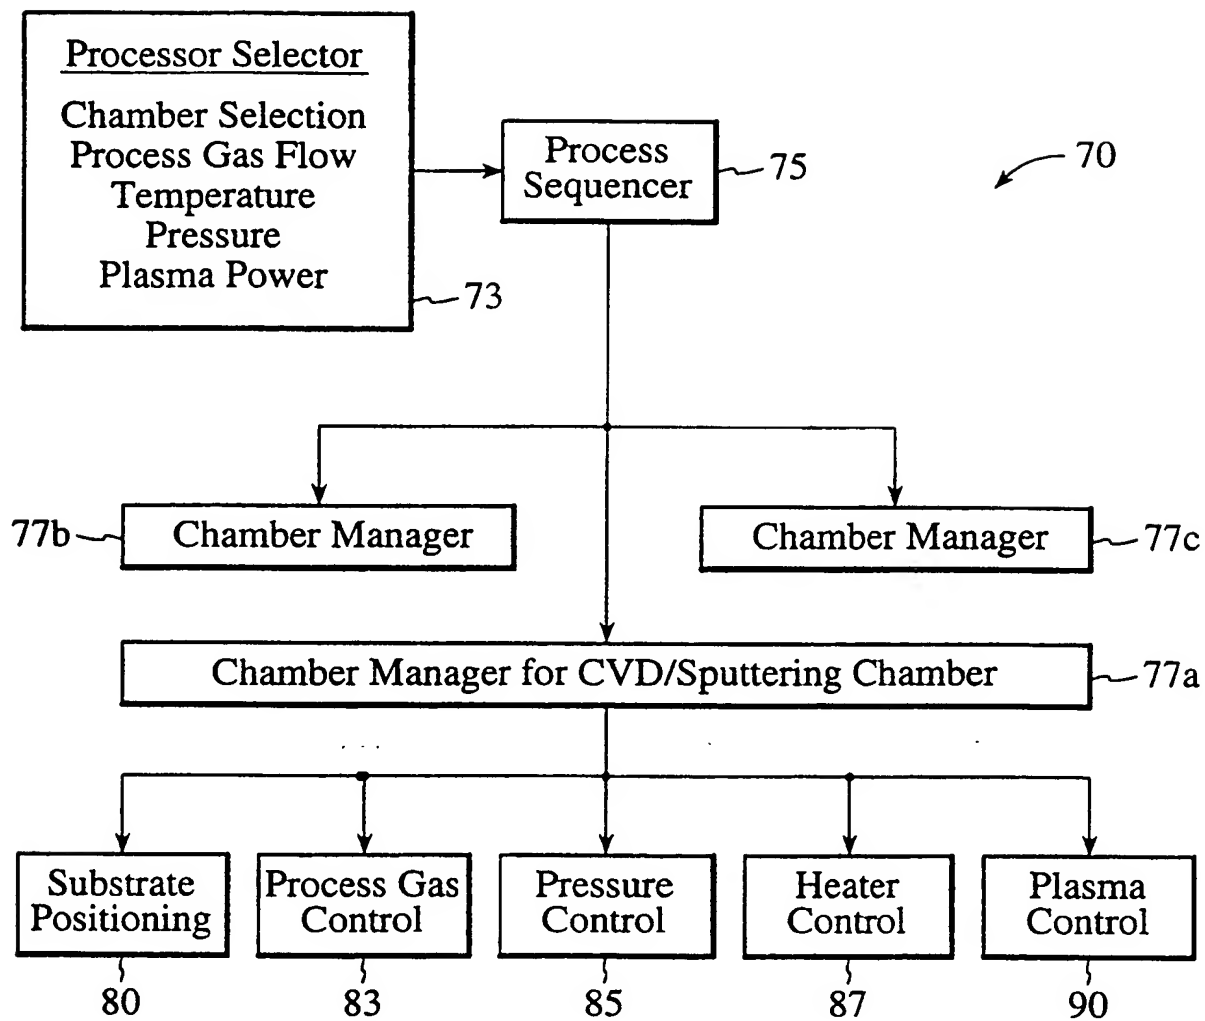 Processor Selector
Chamber Selection
Process Gas Flow
Temperature
Pressure
Plasma Power
73
Process
Sequencer
75
70
77b
Chamber Manager
Chamber Manager
77c
Chamber Manager for CVD/Sputtering Chamber
77a
Substrate
Positioning
80
Process Gas
Control
83
Pressure
Control
85
Heater
Control
87
Plasma
Control
90